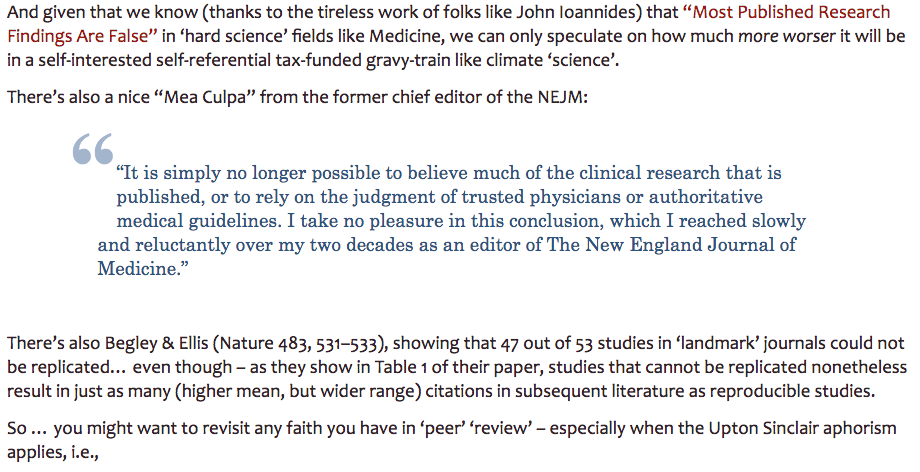 And given that we know (thanks to the tireless work of folks like John Ioannides) that “Most Published Research
Findings Are False” in ‘hard science’ fields like Medicine, we can only speculate on how much more worser it will be
in a self-interested self-referential tax-funded gravy-train like climate ‘science’.
There’s also a nice “Mea Culpa” from the former chief editor of the NEJM:
“It is simply no longer possible to believe much of the clinical research that is
published, or to rely on the judgment of trusted physicians or authoritative
medical guidelines. I take no pleasure in this conclusion, which I reached slowly
and reluctantly over my two decades as an editor of The New England Journal of
Medicine.”
There’s also Begley & Ellis (Nature 483, 531–533), showing that 47 out of 53 studies in ‘landmark’ journals could not
be replicated… even though – as they show in Table 1 of their paper, studies that cannot be replicated nonetheless
result in just as many (higher mean, but wider range) citations in subsequent literature as reproducible studies.
So … you might want to revisit any faith you have in ‘peer’ ‘review’ – especially when the Upton Sinclair aphorism
applies, i.e.,